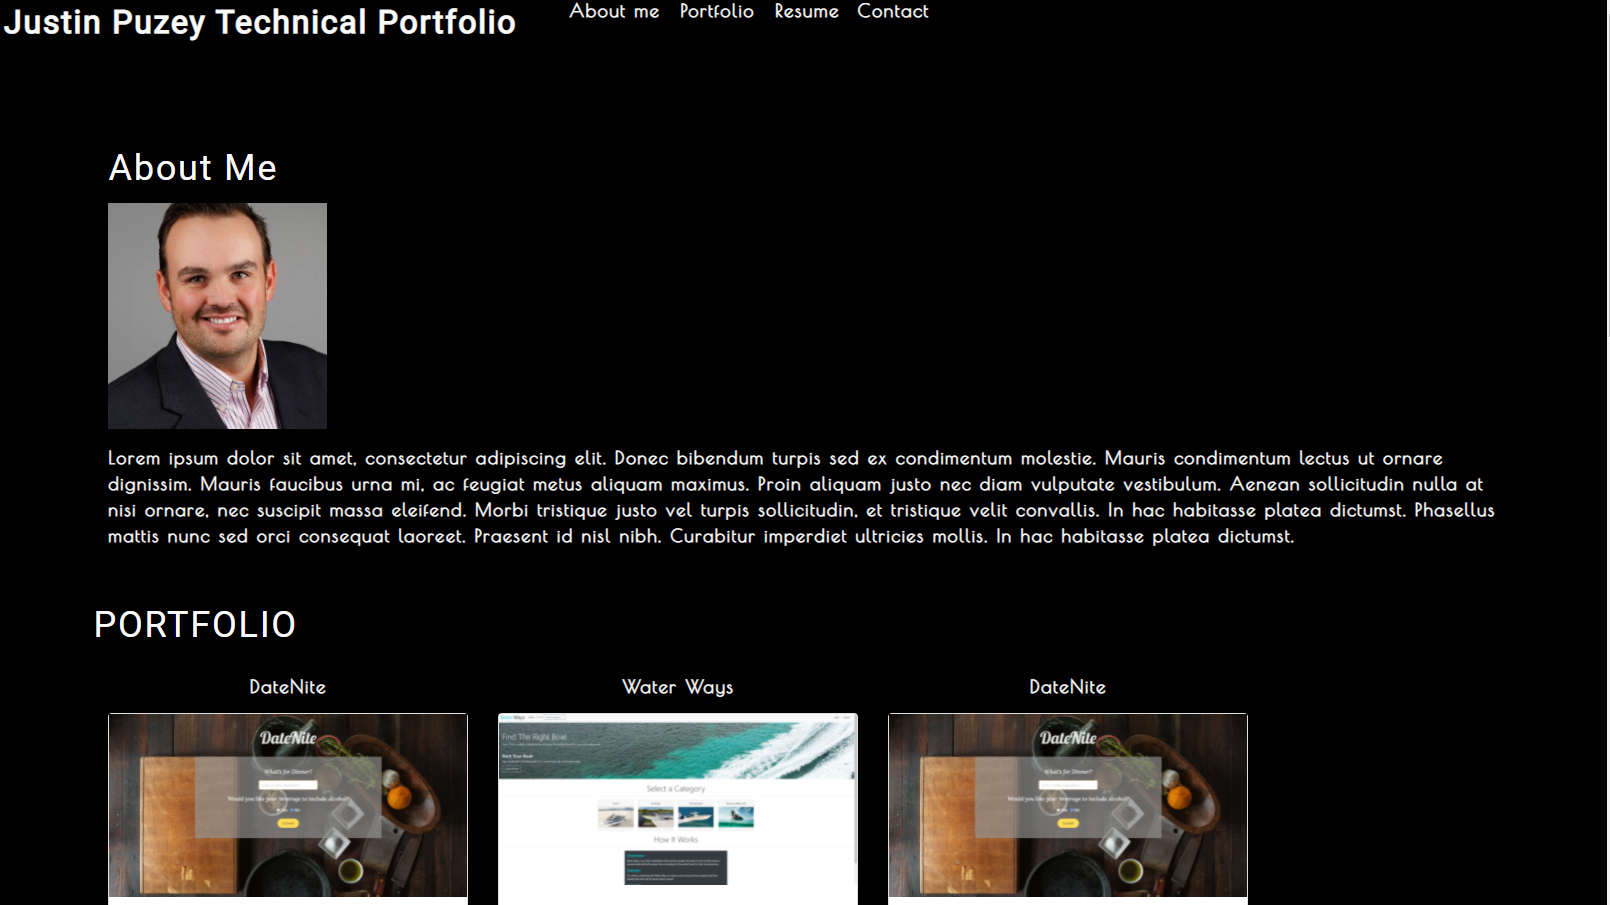 Justin Puzey Technical Portfolio
About me Portfolio Resume Contact
About Me
Lorem ipsum dolor sit amet, consectetur adipiscing elit. Donec bibendum turpis sed ex condimentum molestie. Mauris condimentum lectus ut ornare
dignissim. Mauris faucibus urna mi, ac feugiat metus aliquam maximus. Proin aliquam justo nec diam vulputate vestibulum. Aenean sollicitudin nulla at
nisi ornare, nec suscipit massa eleifend. Morbi tristique justo vel turpis sollicitudin, et tristique velit convallis. In hac habitasse platea dictumst. Phasellus
mattis nunc sed orci consequat laoreet. Praesent id nisl nibh. Curabitur imperdiet ultricies mollis. In hac habitasse platea dictumst.
PORTFOLIO
DateNite
DateNite
What's for Dinner?
Would you like your beverage to include alcohol?
Water Ways
Find The Right Boat
Rent Your Boat
Select a Category
How It Works
DateNite
DateNite
What's for Dinner?
Would you like your beverage to include alcohol?